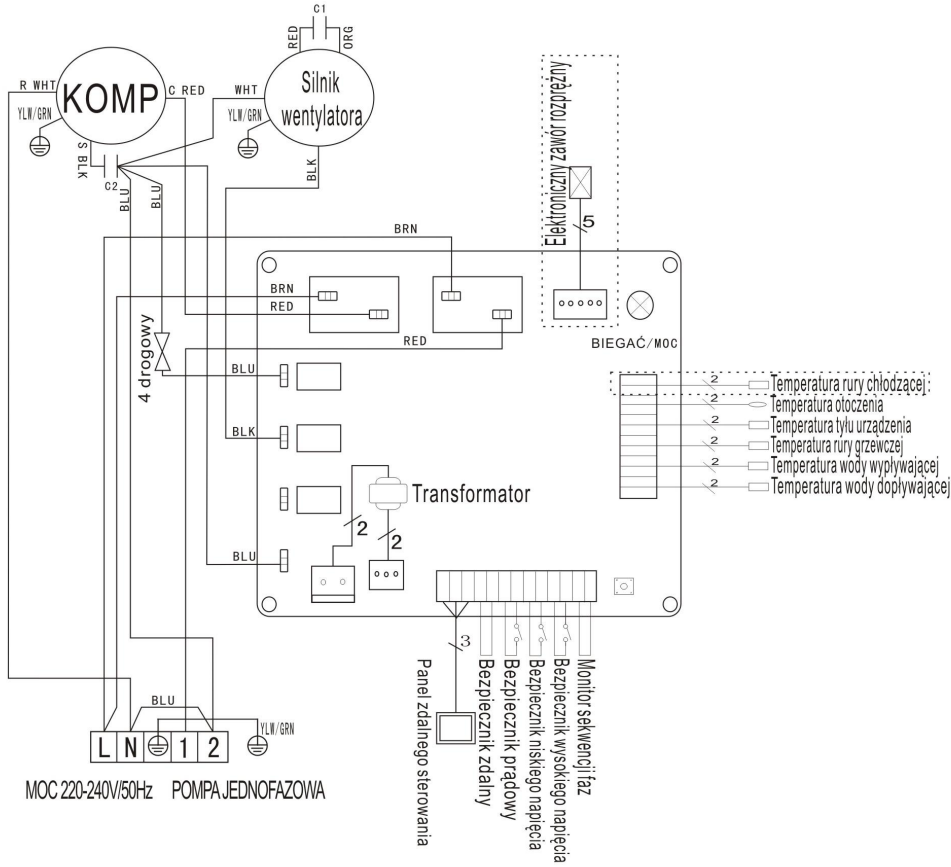 C1
RED
ORG
R WHT
KOMP
C RED
WHT
Silnik
wentylatora
YLW/GRN
YLW/GRN
S BLK
C2
BLU
BLU
BLK
Elektroniczny zawór rozdrężny
5
BRN
BRN
RED
RED
BIEGAĆ/MOC
4 drogowy
BLU
BLK
BLU
2
Temperatura rury chłodzącej
2
Temperatura otoczenia
2
Temperatura tyłu urządzenia
2
Temperatura rury grzewczej
2
Temperatura wody wypływającej
2
Temperatura wody dopływającej
Transformator
2
2
3
Panel zdalnego sterowania
Bezpiecznik zdalny
Bezpiecznik prądowy
Bezpiecznik niskiego napięcia
Bezpiecznik wysokiego napięcia
Monitor sekwencji faz
BLU
YLW/GRN
L N 1 2
MOC 220-240V/50Hz POMPA JEDNOFAZOWA